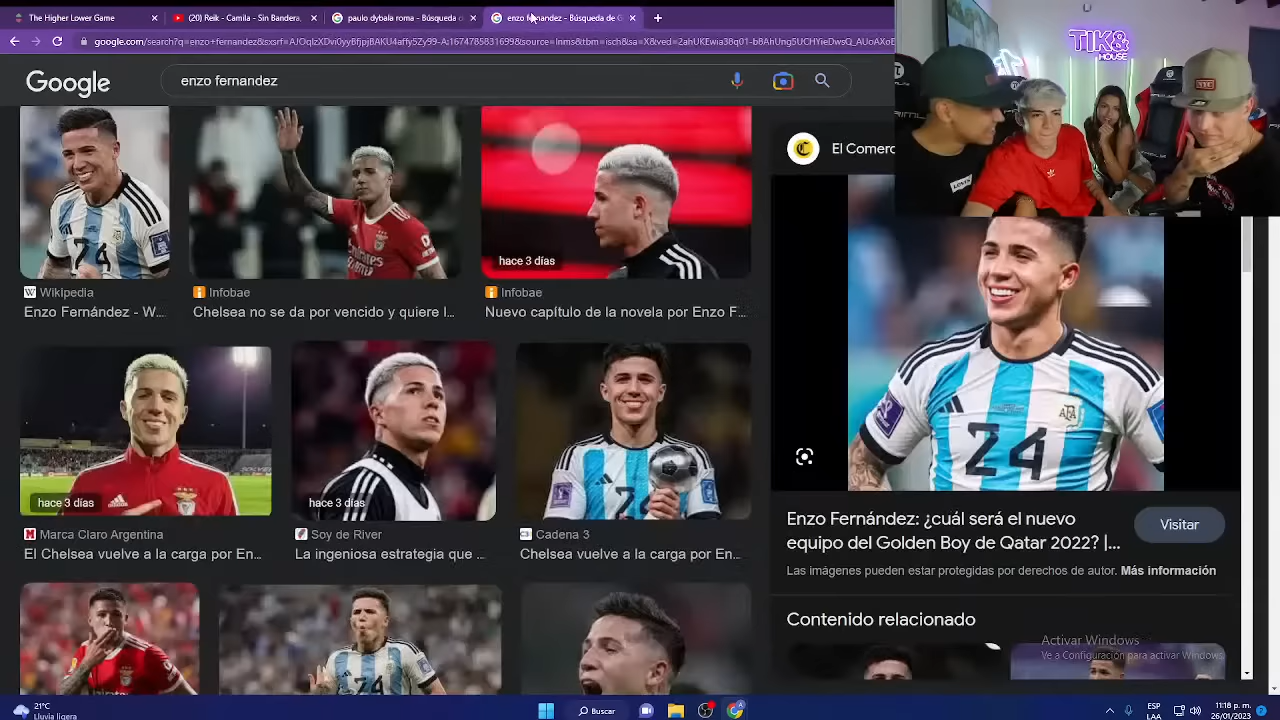 The Higher Lower Game
(20) Reik - Camila - Sin Bandera,
paulo dybala roma - Búsqueda d
enzo fernandez - Búsqueda de G
TIK&
HOUSE
Google
enzo fernandez
El Comerc
hace 3 días
Wikipedia
Infobae
Infobae
Enzo Fernández - W...
Chelsea no se da por vencido y quiere l...
Nuevo capítulo de la novela por Enzo F...
24
24
hace 3 días
hace 3 días
Marca Claro Argentina
Soy de River
Cadena 3
El Chelsea vuelve a la carga por En...
La ingeniosa estrategia que ...
Chelsea vuelve a la carga por En...
Enzo Fernández: ¿cuál será el nuevo
equipo del Golden Boy de Qatar 2022? |...
Visitar
Las imágenes pueden estar protegidas por derechos de autor. Más información
Contenido relacionado
Activar Windows
Ve a Configuración para activar Windows.
21°C
Lluvia ligera
Buscar
ESP
LAA
11:18 p. m.
26/01/2023